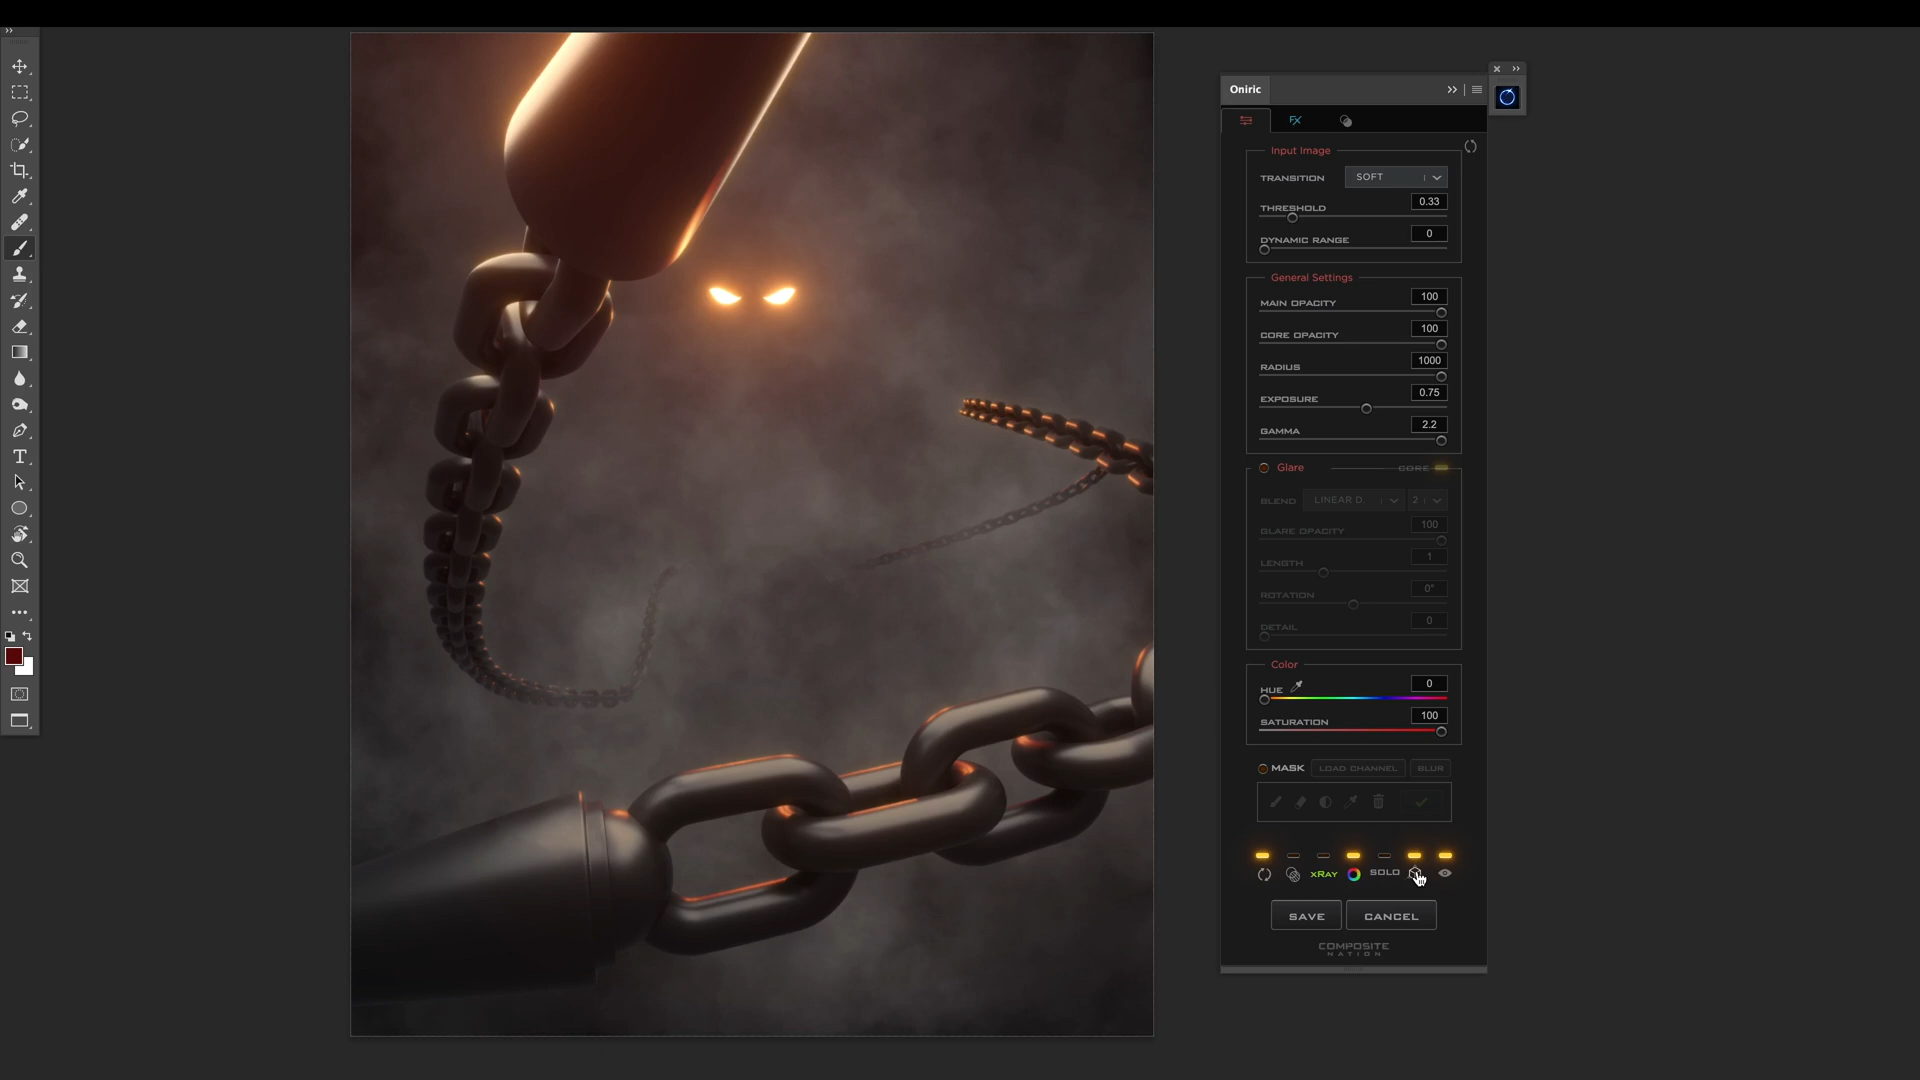 Oniric
FX
Input Image
TRANSITION SOFT
THRESHOLD 0.33
DYNAMIC RANGE 0
General Settings
MAIN OPACITY 100
CORE OPACITY 100
RADIUS 1000
EXPOSURE 0.75
GAMMA 2.2
Glare CORE
BLEND LINEAR D. 2
GLARE OPACITY 100
LENGTH 1
ROTATION 0°
DETAIL 0
Color
HUE 0
SATURATION 100
MASK LOAD CHANNEL BLUR
XRAY SOLO
SAVE CANCEL
COMPOSITE
NATION